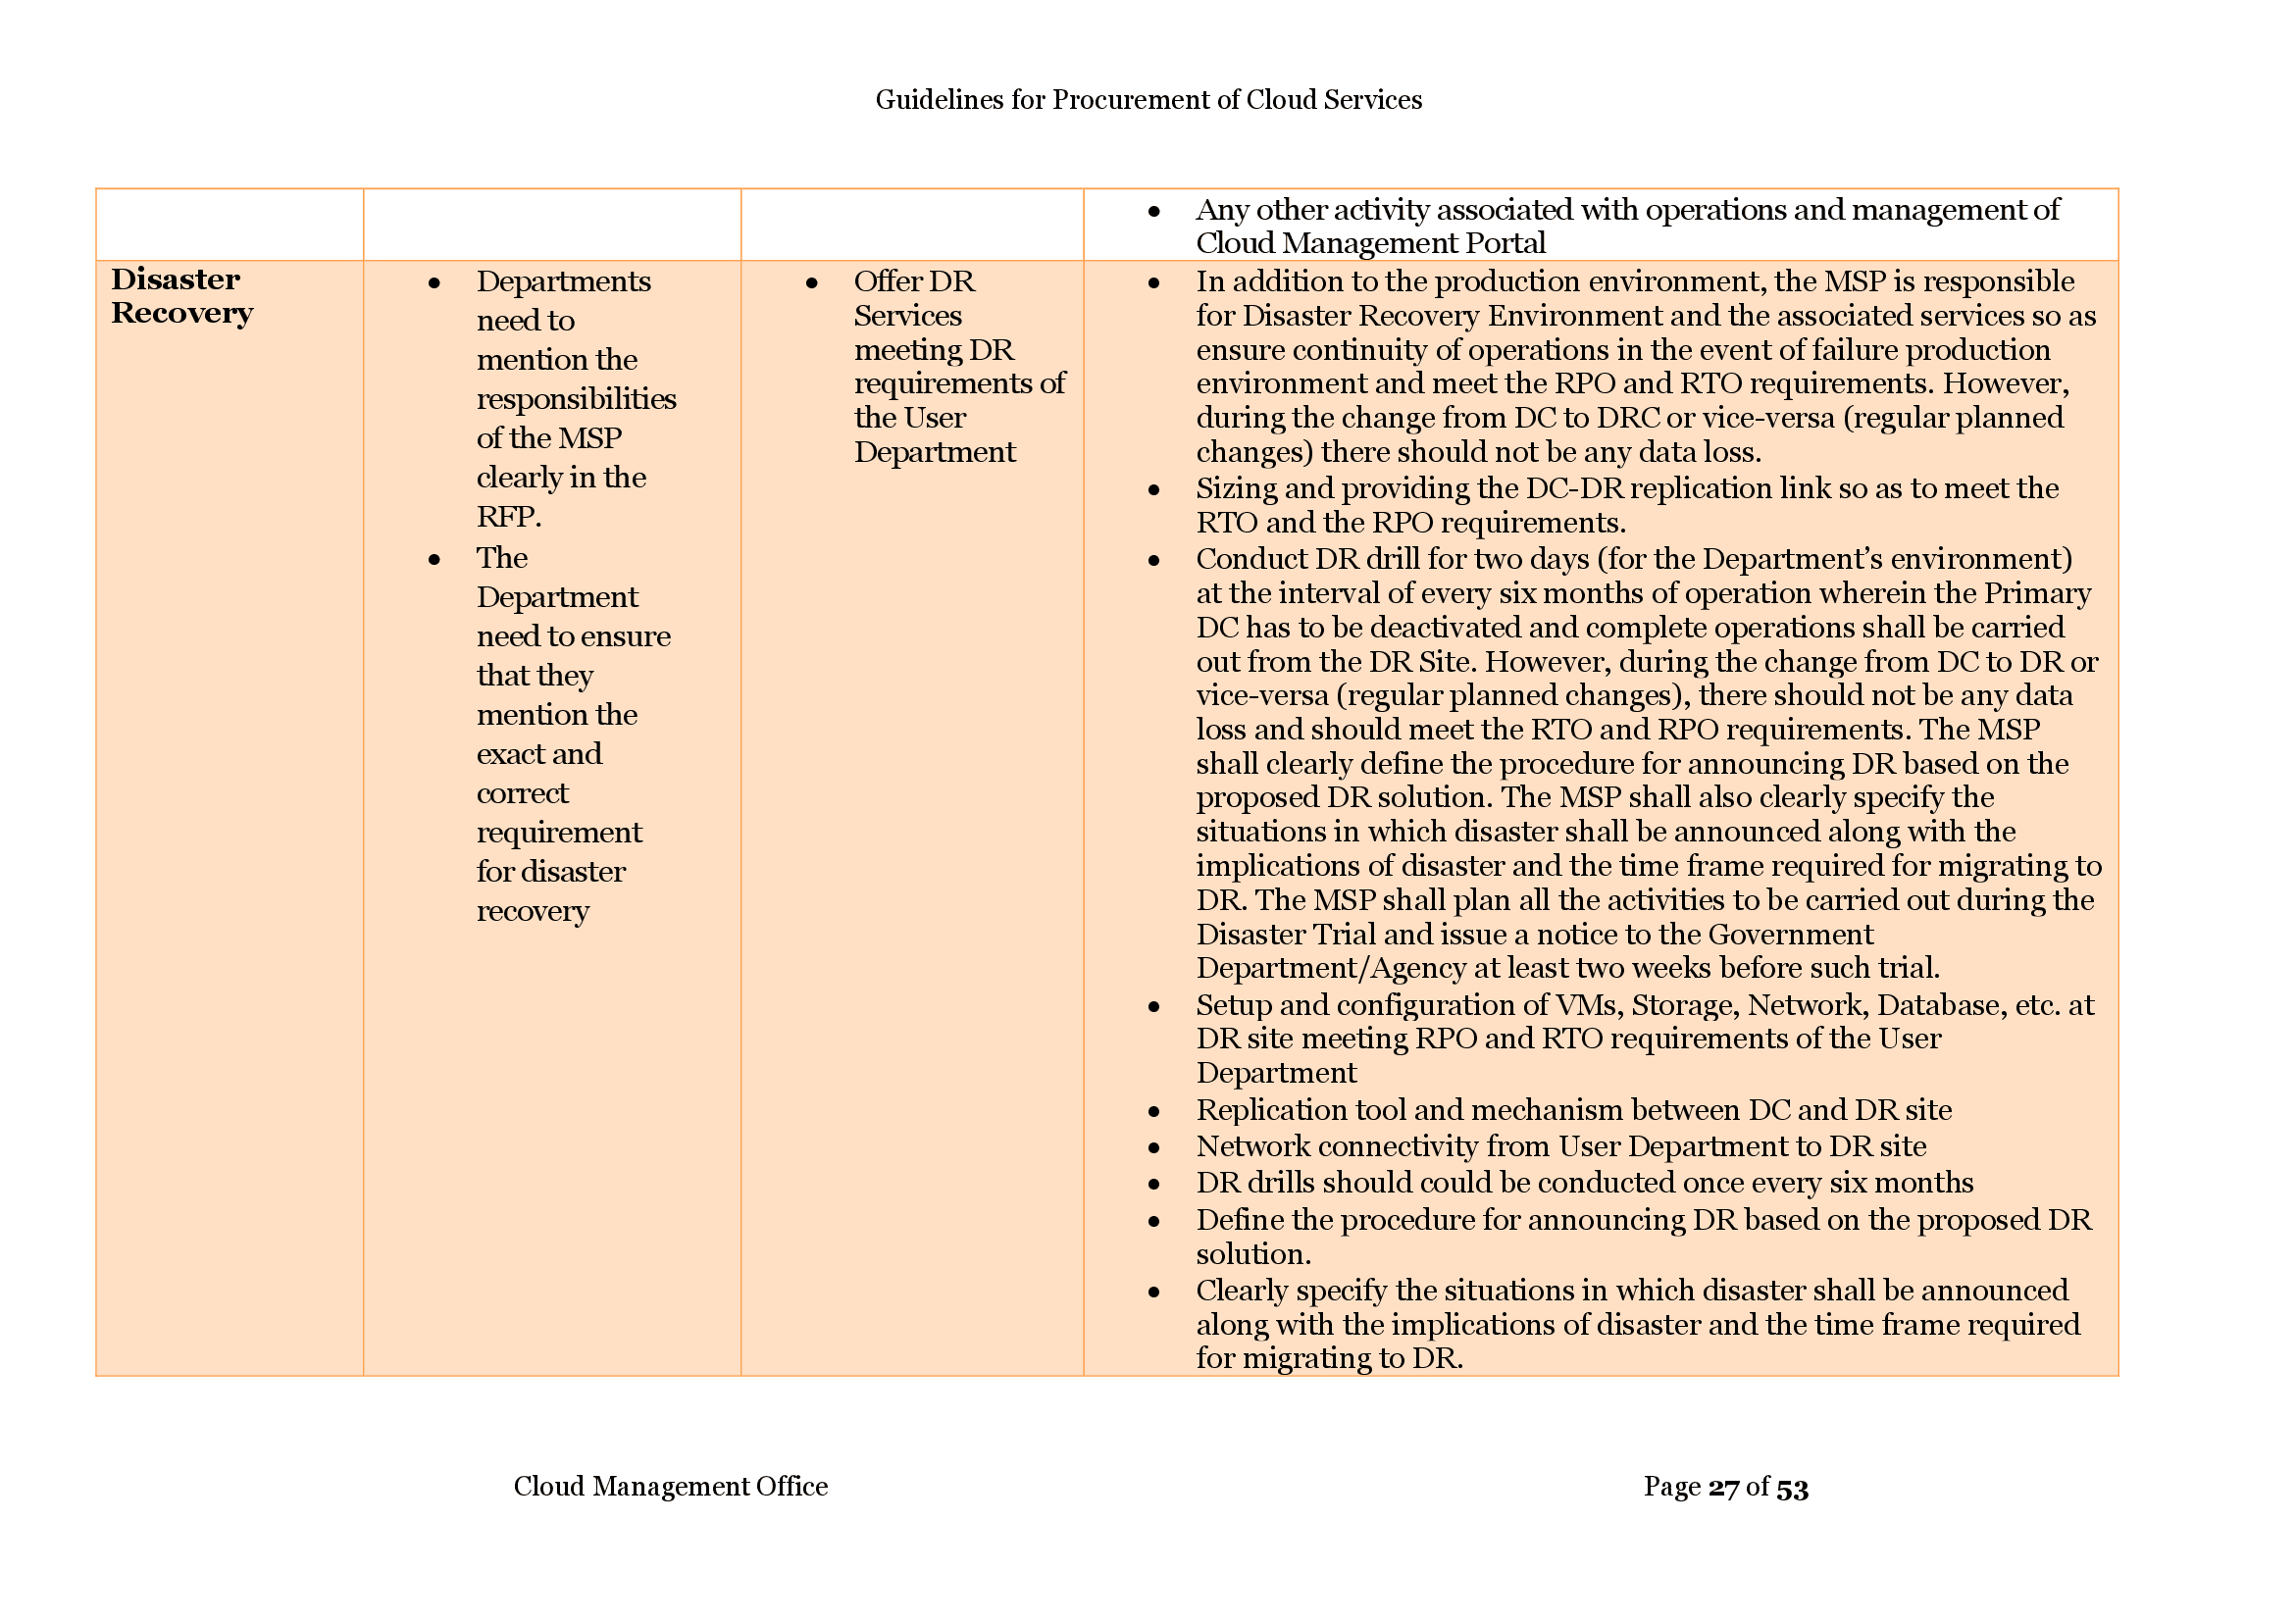 Guidelines for Procurement of Cloud Services
• Any other activity associated with operations and management of
Cloud Management Portal
Disaster
Recovery
• Departments
need to
mention the
responsibilities
of the MSP
clearly in the
RFP.
• The
Department
need to ensure
that they
mention the
exact and
correct
requirement
for disaster
recovery
• Offer DR
Services
meeting DR
requirements of
the User
Department
• In addition to the production environment, the MSP is responsible
for Disaster Recovery Environment and the associated services so as
ensure continuity of operations in the event of failure production
environment and meet the RPO and RTO requirements. However,
during the change from DC to DRC or vice-versa (regular planned
changes) there should not be any data loss.
• Sizing and providing the DC-DR replication link so as to meet the
RTO and the RPO requirements.
• Conduct DR drill for two days (for the Department’s environment)
at the interval of every six months of operation wherein the Primary
DC has to be deactivated and complete operations shall be carried
out from the DR Site. However, during the change from DC to DR or
vice-versa (regular planned changes), there should not be any data
loss and should meet the RTO and RPO requirements. The MSP
shall clearly define the procedure for announcing DR based on the
proposed DR solution. The MSP shall also clearly specify the
situations in which disaster shall be announced along with the
implications of disaster and the time frame required for migrating to
DR. The MSP shall plan all the activities to be carried out during the
Disaster Trial and issue a notice to the Government
Department/Agency at least two weeks before such trial.
• Setup and configuration of VMs, Storage, Network, Database, etc. at
DR site meeting RPO and RTO requirements of the User
Department
• Replication tool and mechanism between DC and DR site
• Network connectivity from User Department to DR site
• DR drills should could be conducted once every six months
• Define the procedure for announcing DR based on the proposed DR
solution.
• Clearly specify the situations in which disaster shall be announced
along with the implications of disaster and the time frame required
for migrating to DR.
Cloud Management Office
Page 27 of 53